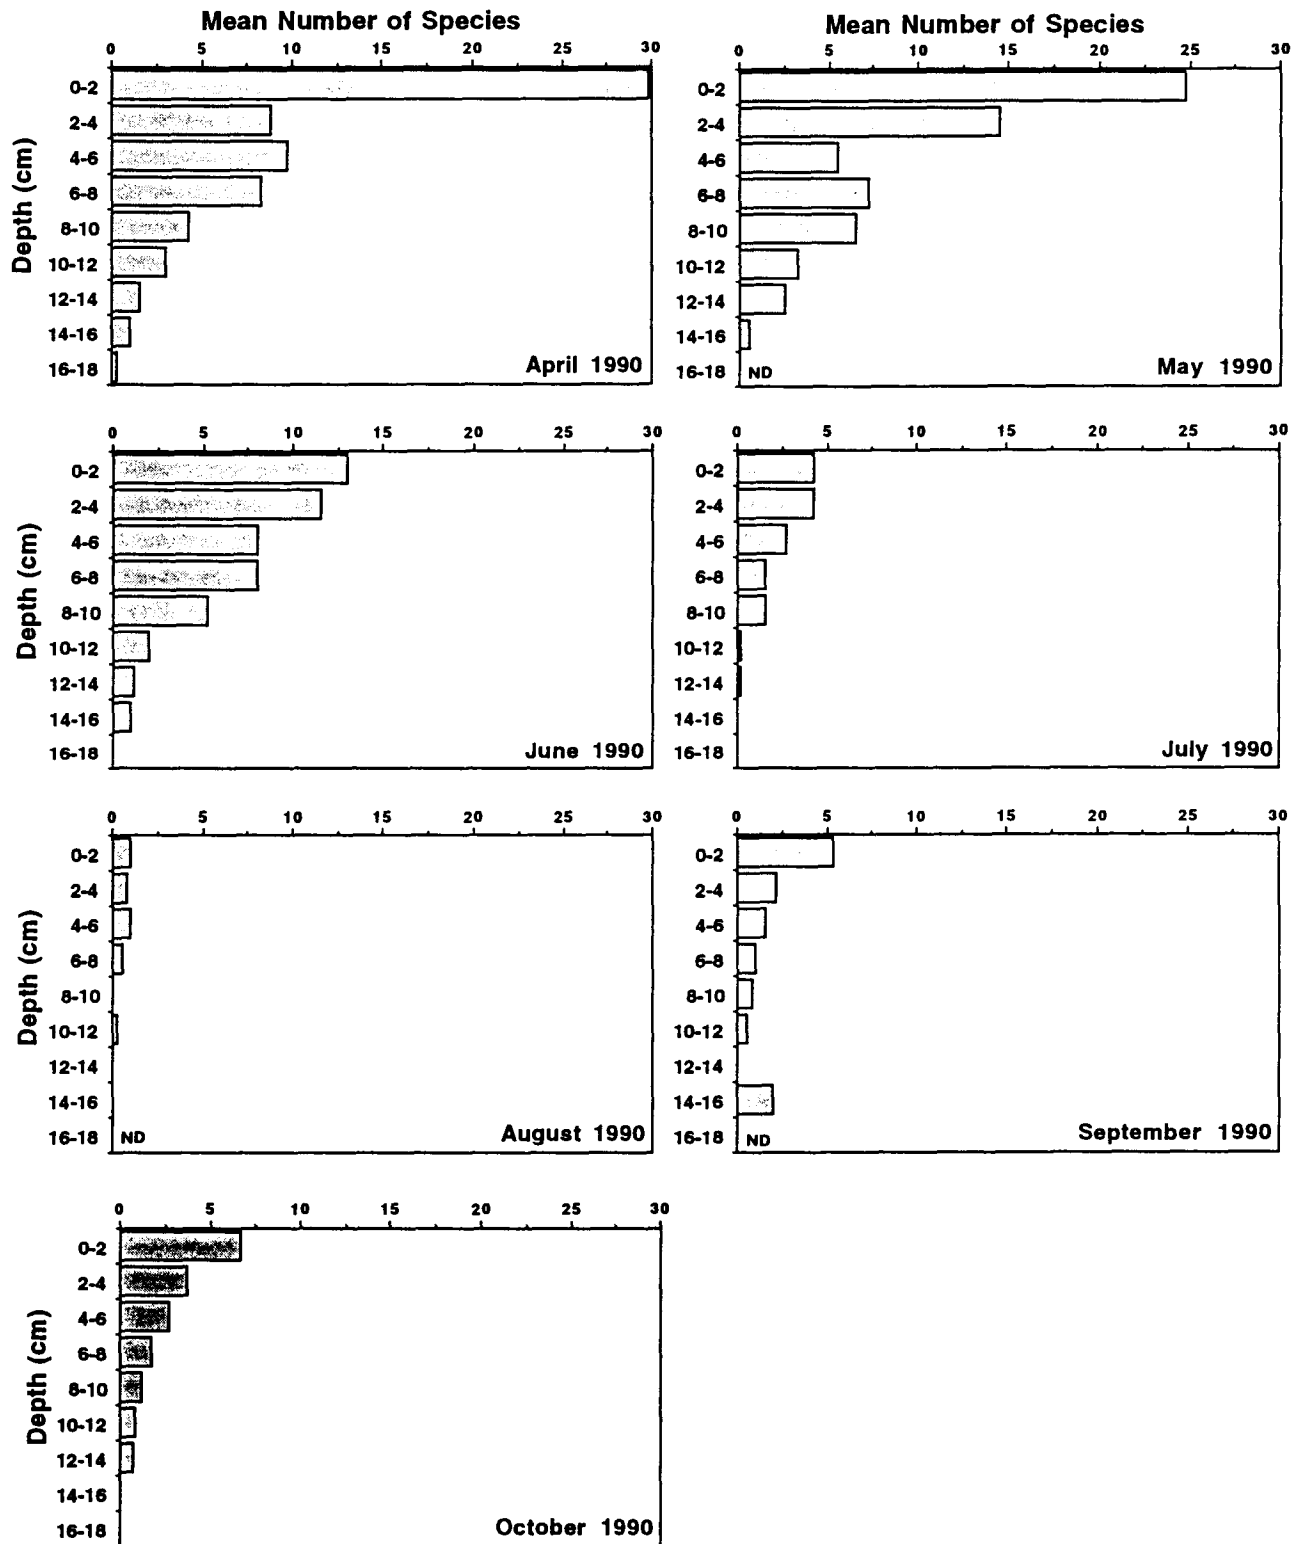 Mean Number of Species
0 5 10 15 20 25 30
Depth (cm)
0-2
2-4
4-6
6-8
8-10
10-12
12-14
14-16
16-18
April 1990
Mean Number of Species
0 5 10 15 20 25 30
0-2
2-4
4-6
6-8
8-10
10-12
12-14
14-16
16-18 ND
May 1990
0 5 10 15 20 25 30
Depth (cm)
0-2
2-4
4-6
6-8
8-10
10-12
12-14
14-16
16-18
June 1990
0 5 10 15 20 25 30
0-2
2-4
4-6
6-8
8-10
10-12
12-14
14-16
16-18
July 1990
0 5 10 15 20 25 30
Depth (cm)
0-2
2-4
4-6
6-8
8-10
10-12
12-14
14-16
16-18 ND
August 1990
0 5 10 15 20 25 30
0-2
2-4
4-6
6-8
8-10
10-12
12-14
14-16
16-18 ND
September 1990
0 5 10 15 20 25 30
Depth (cm)
0-2
2-4
4-6
6-8
8-10
10-12
12-14
14-16
16-18
October 1990